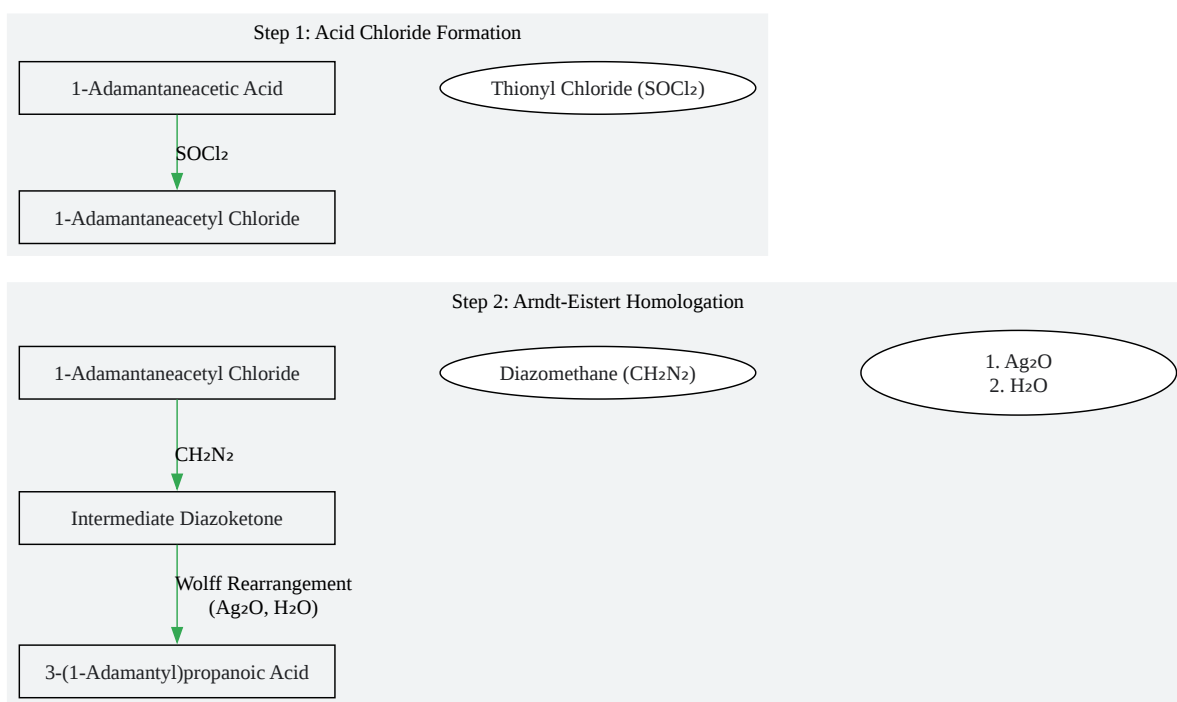 Step 1: Acid Chloride Formation
1-Adamantaneacetic Acid
Thionyl Chloride (SOCl₂)
SOCl₂
1-Adamantaneacetyl Chloride
Step 2: Arndt-Eistert Homologation
1-Adamantaneacetyl Chloride
Diazomethane (CH₂N₂)
1. Ag₂O
2. H₂O
CH₂N₂
Intermediate Diazoketone
Wolff Rearrangement
(Ag₂O, H₂O)
3-(1-Adamantyl)propanoic Acid